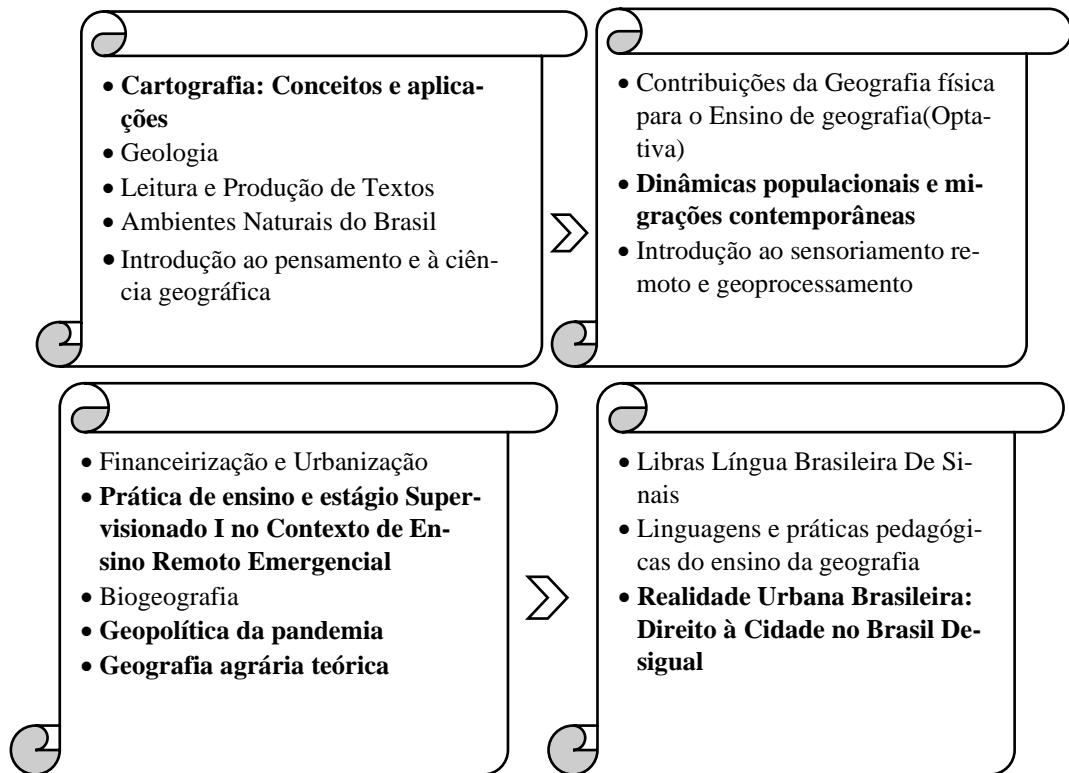 • Cartografia: Conceitos e aplica-
ções
• Geologia
• Leitura e Produção de Textos
• Ambientes Naturais do Brasil
• Introdução ao pensamento e à ciên-
cia geográfica
• Contribuições da Geografia física
para o Ensino de geografia(Opta-
tiva)
• Dinâmicas populacionais e mi-
grações contemporâneas
• Introdução ao sensoriamento re-
moto e geoprocessamento
• Financeirização e Urbanização
• Prática de ensino e estágio Super-
visionado I no Contexto de En-
sino Remoto Emergencial
• Biogeografia
• Geopolítica da pandemia
• Geografia agrária teórica
• Libras Língua Brasileira De Si-
nais
• Linguagens e práticas pedagógi-
cas do ensino da geografia
• Realidade Urbana Brasileira:
Direito à Cidade no Brasil De-
sigual